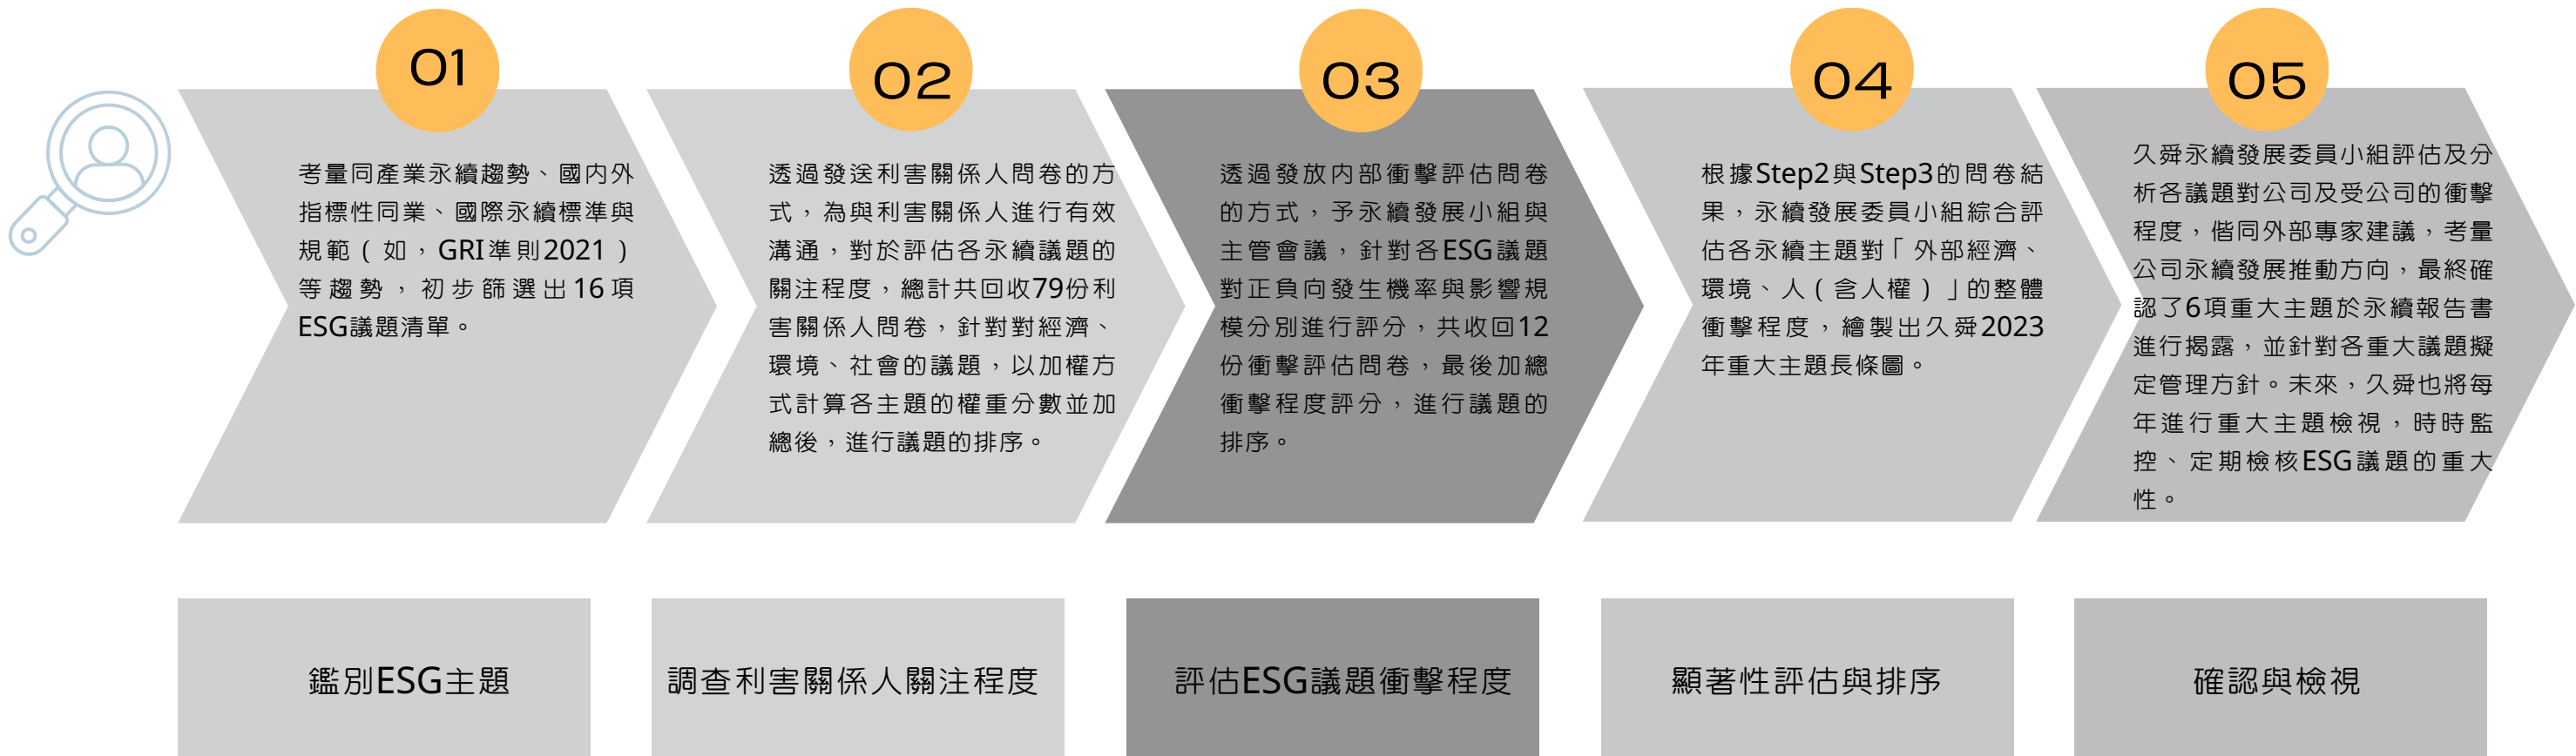 01
考量同產業永續趨勢、國內外
指標性同業、國際永續標準與
規範（如，GRI準則2021）
等趨勢，初步篩選出16項
ESG議題清單。
02
透過發送利害關係人問卷的方
式，為與利害關係人進行有效
溝通，對於評估各永續議題的
關注程度，總計共回收79份利
害關係人問卷，針對對經濟、
環境、社會的議題，以加權方
式計算各主題的權重分數並加
總後，進行議題的排序。
03
透過發放內部衝擊評估問卷
的方式，予永續發展小組與
主管會議，針對各ESG議題
對正負向發生機率與影響規
模分別進行評分，共收回12
份衝擊評估問卷，最後加總
衝擊程度評分，進行議題的
排序。
04
根據Step2與Step3的問卷結
果，永續發展委員小組綜合評
估各永續主題對「外部經濟、
環境、人（含人權）」的整體
衝擊程度，繪製出久舜2023
年重大主題長條圖。
05
久舜永續發展委員小組評估及分
析各議題對公司及受公司的衝擊
程度，偕同外部專家建議，考量
公司永續發展推動方向，最終確
認了6項重大主題於永續報告書
進行揭露，並針對各重大議題擬
定管理方針。未來，久舜也將每
年進行重大主題檢視，時時監
控、定期檢核ESG議題的重大
性。
鑑別ESG主題
調查利害關係人關注程度
評估ESG議題衝擊程度
顯著性評估與排序
確認與檢視